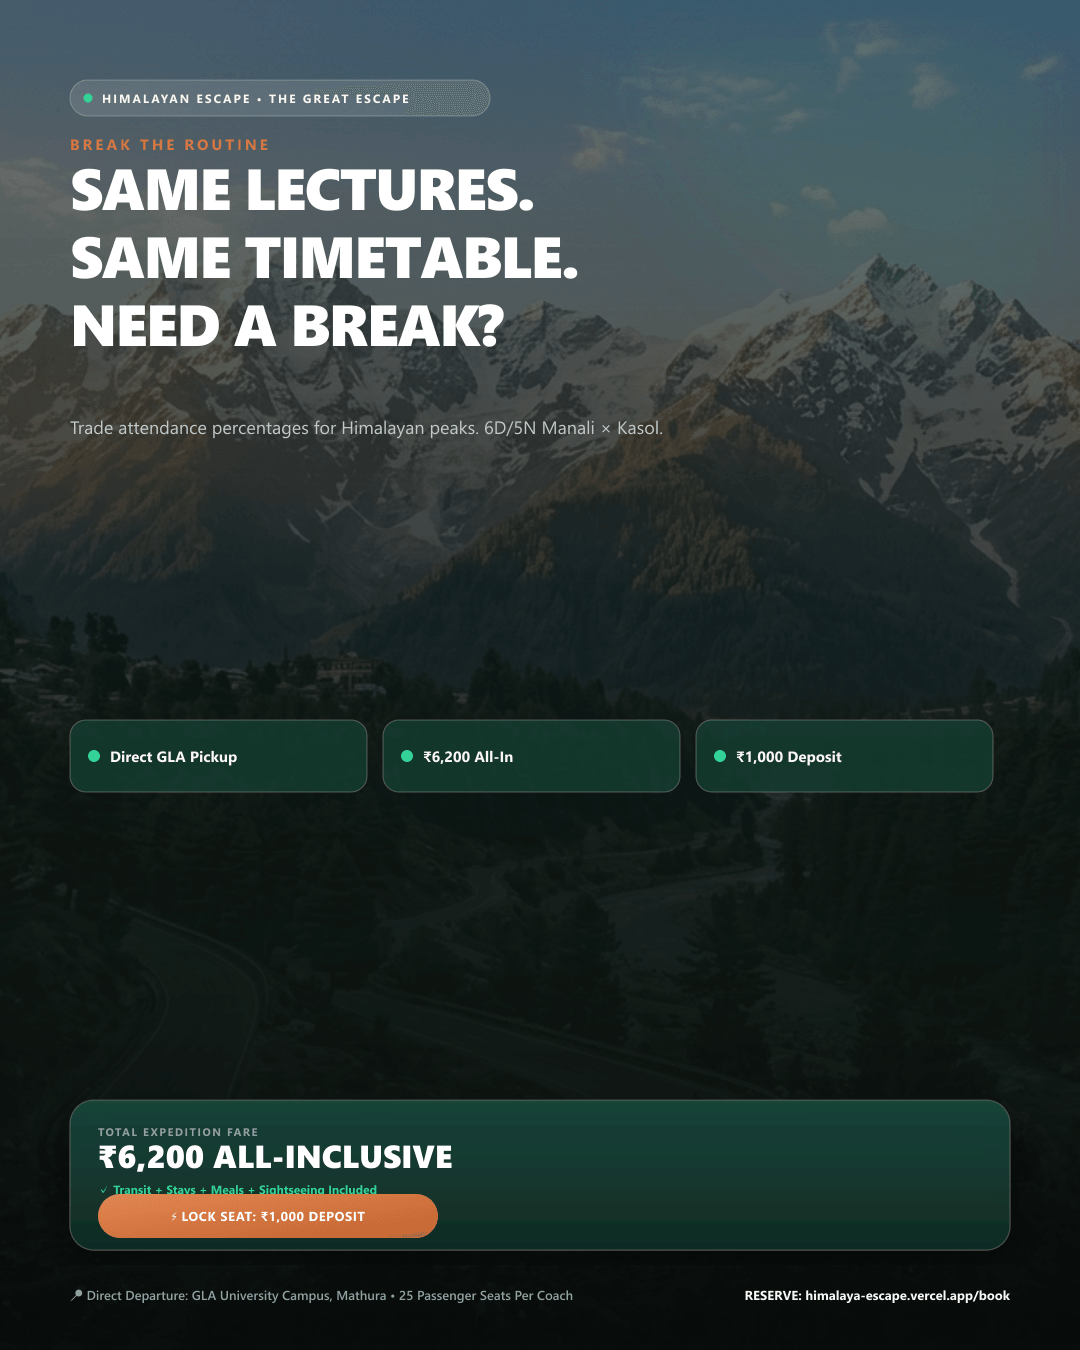 HIMALAYAN ESCAPE • THE GREAT ESCAPE
BREAK THE ROUTINE
SAME LECTURES.
SAME TIMETABLE.
NEED A BREAK?
Trade attendance percentages for Himalayan peaks. 6D/5N Manali × Kasol.
Direct GLA Pickup
₹6,200 All-In
₹1,000 Deposit
TOTAL EXPEDITION FARE
₹6,200 ALL-INCLUSIVE
✓ Transit + Stays + Meals + Sightseeing Included
⚡ LOCK SEAT: ₹1,000 DEPOSIT
📍 Direct Departure: GLA University Campus, Mathura • 25 Passenger Seats Per Coach
RESERVE: himalaya-escape.vercel.app/book